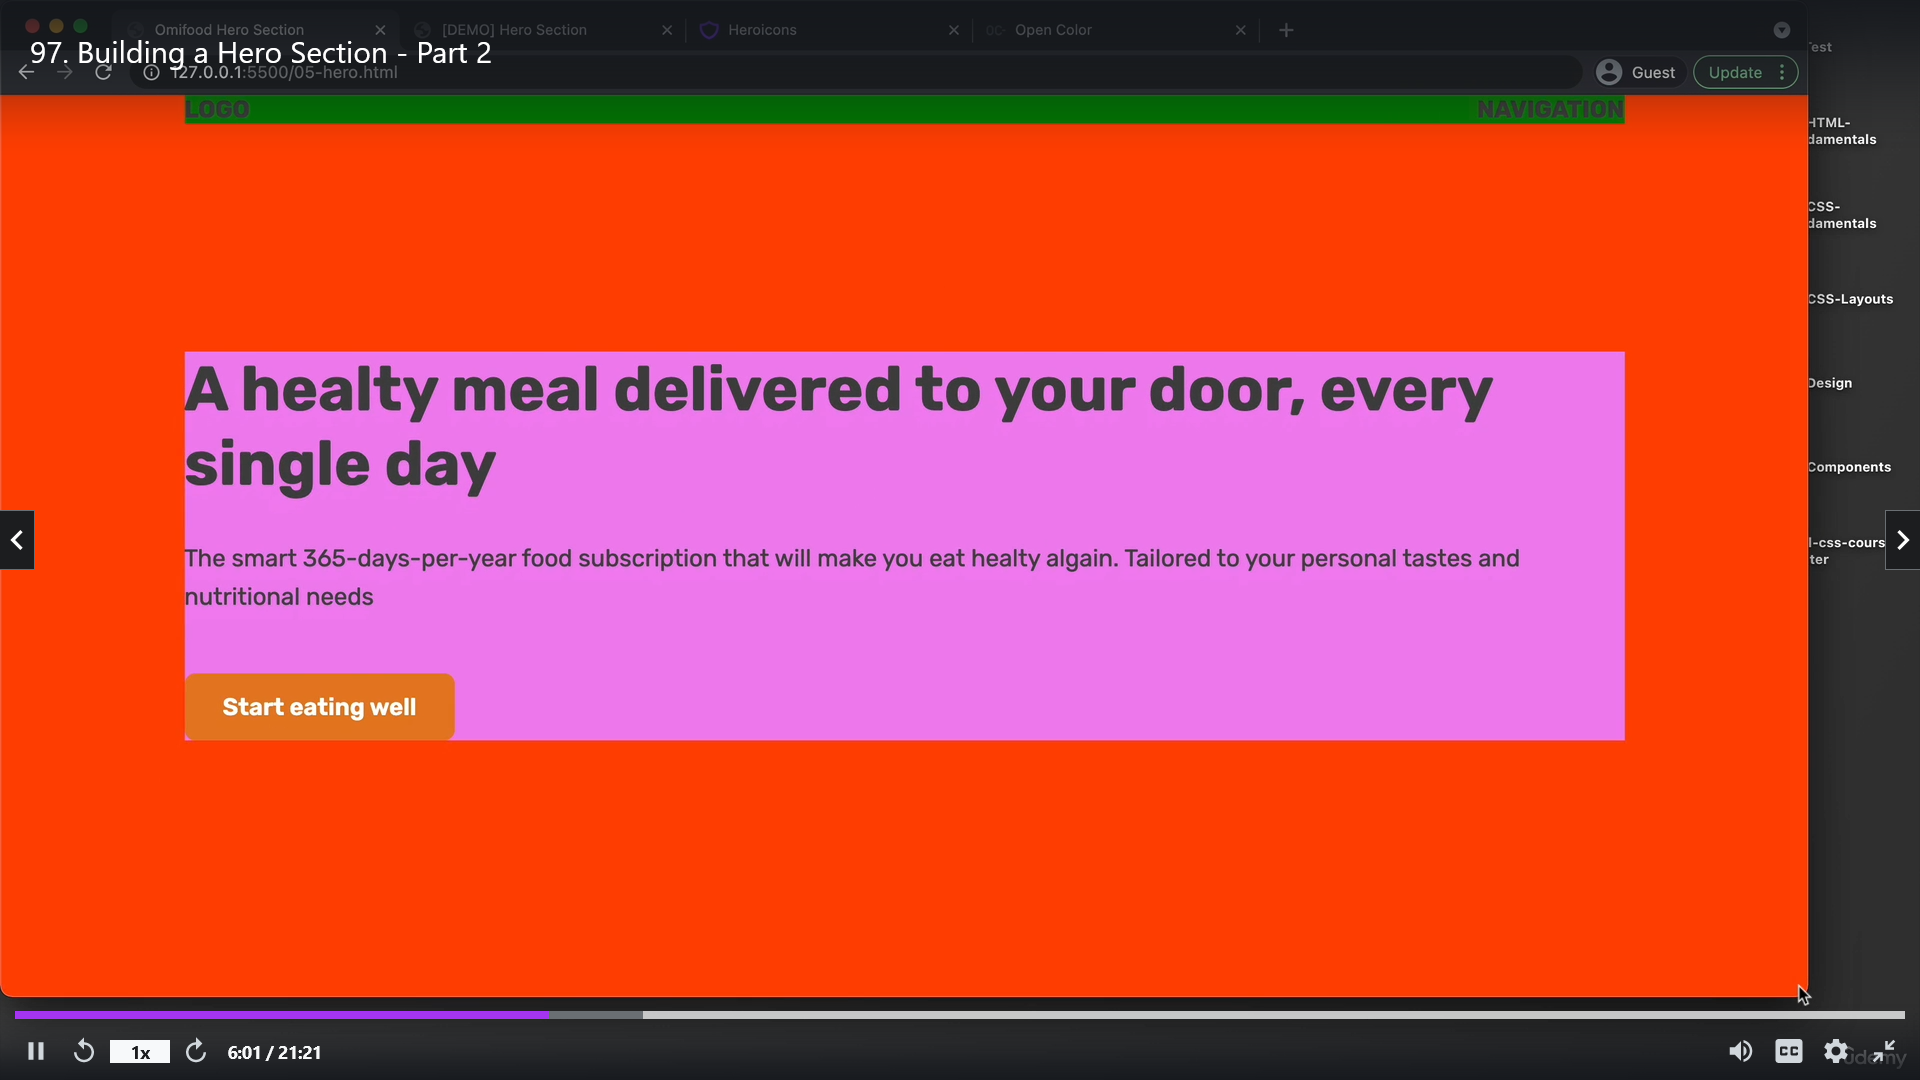 Omifood Hero Section
[DEMO] Hero Section
Heroicons
Open Color
97. Building a Hero Section - Part 2
127.0.0.1:5500/05-hero.html
Guest
Update
LOGO
NAVIGATION
A healty meal delivered to your door, every
single day
The smart 365-days-per-year food subscription that will make you eat healty algain. Tailored to your personal tastes and
nutritional needs
Start eating well
HTML-
damentals
CSS-
damentals
CSS-Layouts
Design
Components
l-css-cours
ter
1x
6:01 / 21:21
CC
udemy